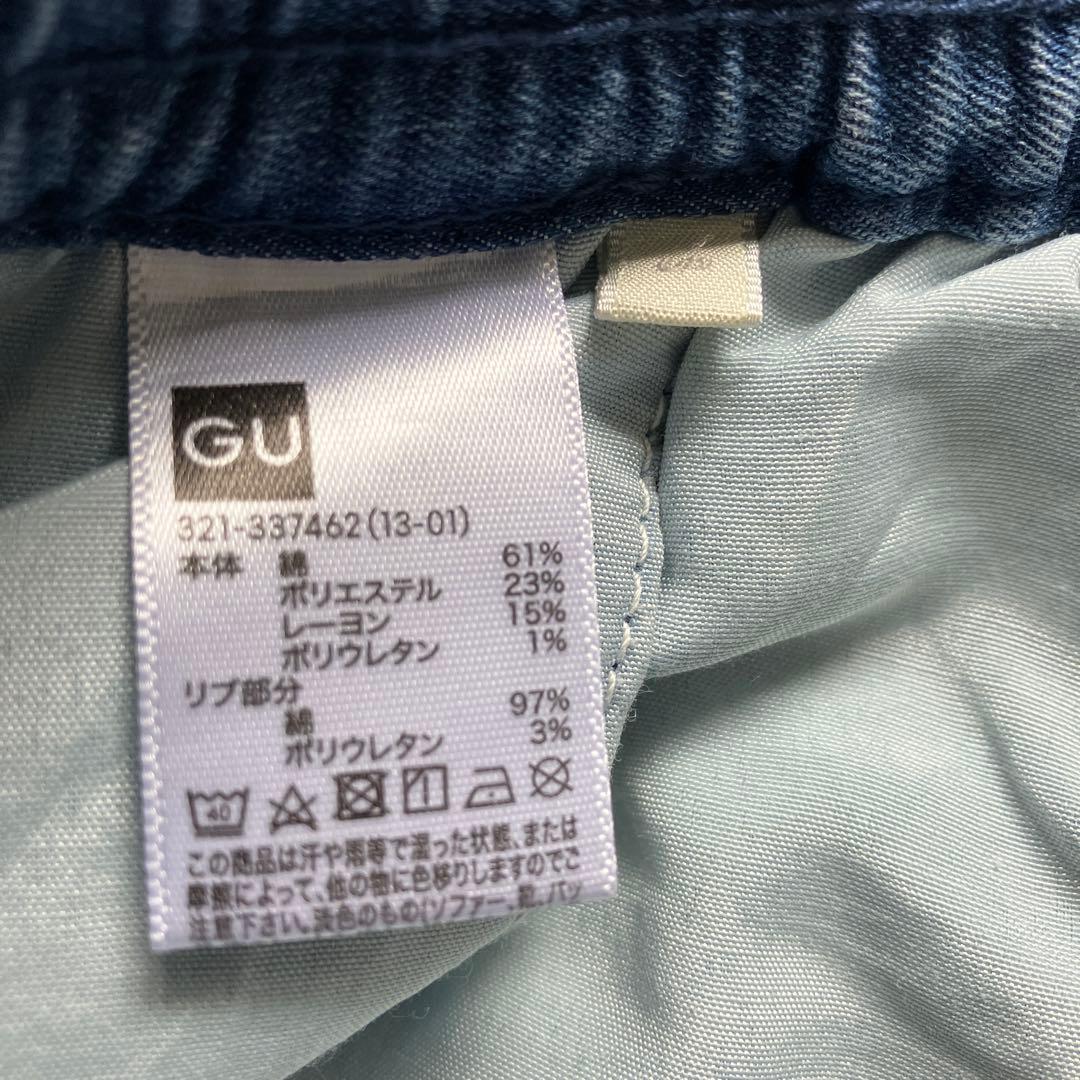 GU
321-337462(13-01)
本体 綿 61%
ポリエステル 23%
レーヨン 15%
ポリウレタン 1%
リブ部分
綿 97%
ポリウレタン 3%
40
この商品は汗や雨等で湿った状態、または
摩擦によって、他の物に色移りしますのでご
注意下さい。淡色のもの(ソファー、靴、バッ